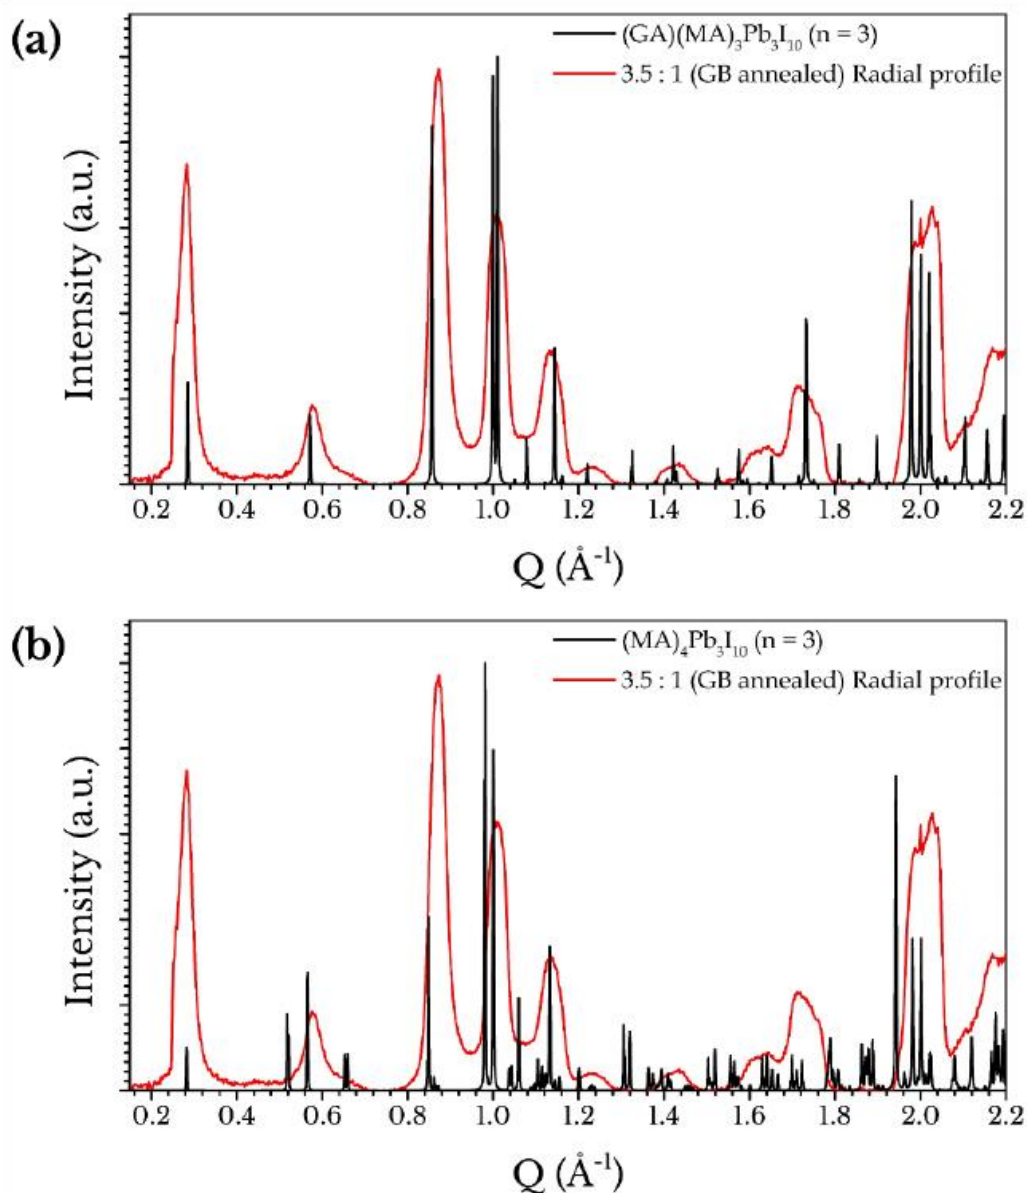 (a)
(GA)(MA)₃Pb₃I₁₀ (n = 3)
3.5 : 1 (GB annealed) Radial profile
Intensity (a.u.)
0.2 0.4 0.6 0.8 1.0 1.2 1.4 1.6 1.8 2.0 2.2
Q (Å⁻¹)
(b)
(MA)₄Pb₃I₁₀ (n = 3)
3.5 : 1 (GB annealed) Radial profile
Intensity (a.u.)
0.2 0.4 0.6 0.8 1.0 1.2 1.4 1.6 1.8 2.0 2.2
Q (Å⁻¹)